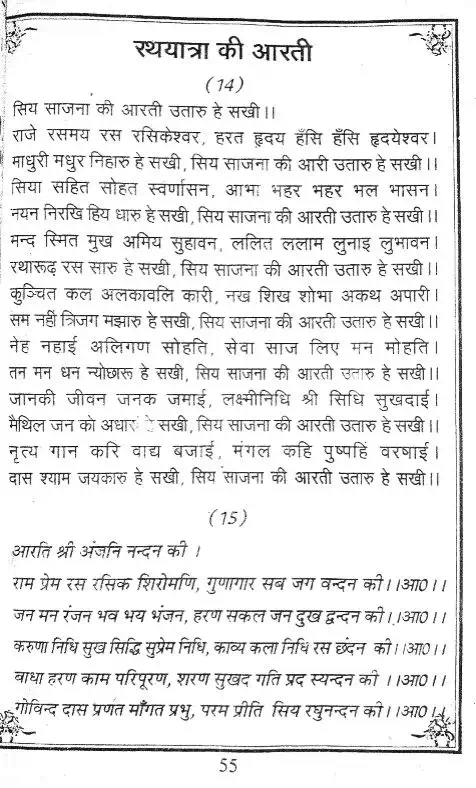 रथयात्रा की आरती
(14)
सिय साजना की आरती उतारु हे सखी।।
राजे रसमय रस रसिकेश्वर, हरत हृदय हँसि हँसि हृदयेश्वर।
माधुरी मधुर निहारु हे सखी, सिय साजना की आरी उतारु हे सखी।।
सिया सहित सोहत स्वर्णासन, आभा भहर भहर भल भासन।
नयन निरखि हिय धारु हे सखी, सिय साजना की आरती उतारु हे सखी।।
मन्द स्मित मुख अमिय सुहावन, ललित ललाम लुनाइ लुभावन।
रथारूढ़ रस सारु हे सखी, सिय साजना की आरती उतारु हे सखी।।
कुञ्चित कल अलकावलि कारी, नख शिख शोभा अकथ अपारी।
सम नहीं त्रिजग मझारु हे सखी, सिय साजना की आरती उतारु हे सखी।।
नेह नहाई अलिगण सोहति, सेवा साज लिए मन मोहति।
तन मन धन न्योछारू हे सखी, सिय साजना की आरती उतारु हे सखी।।
जानकी जीवन जनक जमाई, लक्ष्मीनिधि श्री सिधि सुखदाई।
मैथिल जन को हे सखी, सिय साजना की आरती उतारु हे सखी।।
नृत्य गान करि वाद्य बजाई, मंगल कहि पुष्पहिं वरषाई।
दास श्याम जयकारु हे सखी, सिय साजना की आरती उतारु हे सखी।।
(15)
आरति श्री अंजनि नन्दन की।
राम प्रेम रस रसिक शिरोमणि, गुणागार सब जग वन्दन की।।आ०।।
जन मन रंजन भव भय भंजन, हरण सकल जन दुख द्वन्दन की।।आ०।।
करुणा निधि सुख सिद्धि सुप्रेम निधि, काव्य कला निधि रस छंदन की।।आ०।।
बाधा हरण काम परिपूरण, शरण सुखद गति प्रद स्यन्दन की।।आ०।।
गोविन्द दास प्रणत माँगत प्रभु, परम प्रीति सिय रघुनन्दन की।।आ०।।
55